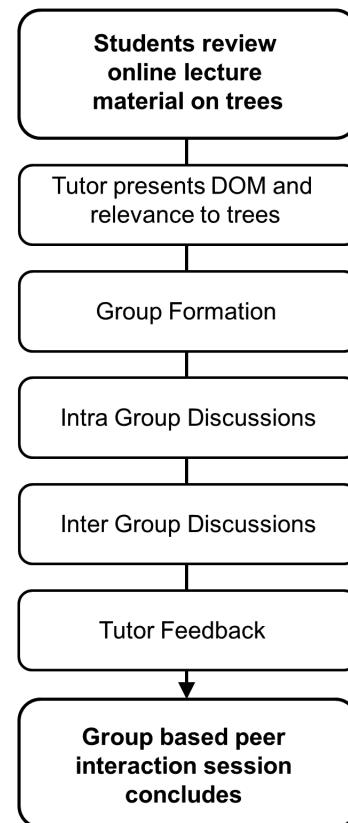 Students review
online lecture
material on trees
Tutor presents DOM and
relevance to trees
Group Formation
Intra Group Discussions
Inter Group Discussions
Tutor Feedback
Group based peer
interaction session
concludes